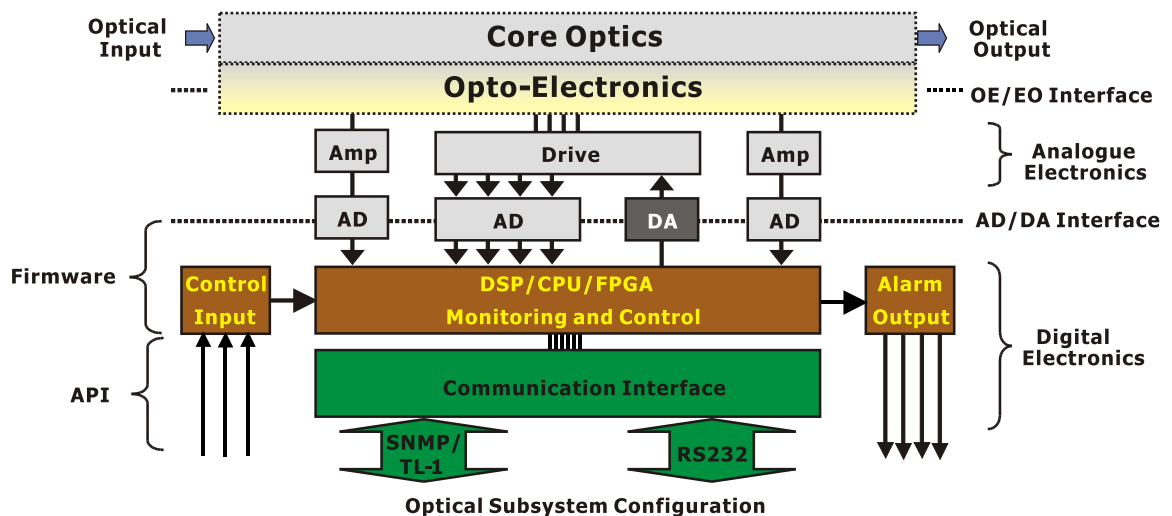 Optical
Input
Core Optics
Optical
Output
Opto-Electronics
OE/EO Interface
Amp
Drive
Amp
Analogue
Electronics
AD
AD
DA
AD
AD/DA Interface
Firmware
Control
Input
DSP/CPU/FPGA
Monitoring and Control
Alarm
Output
Digital
Electronics
API
Communication Interface
SNMP/
TL-1
RS232
Optical Subsystem Configuration